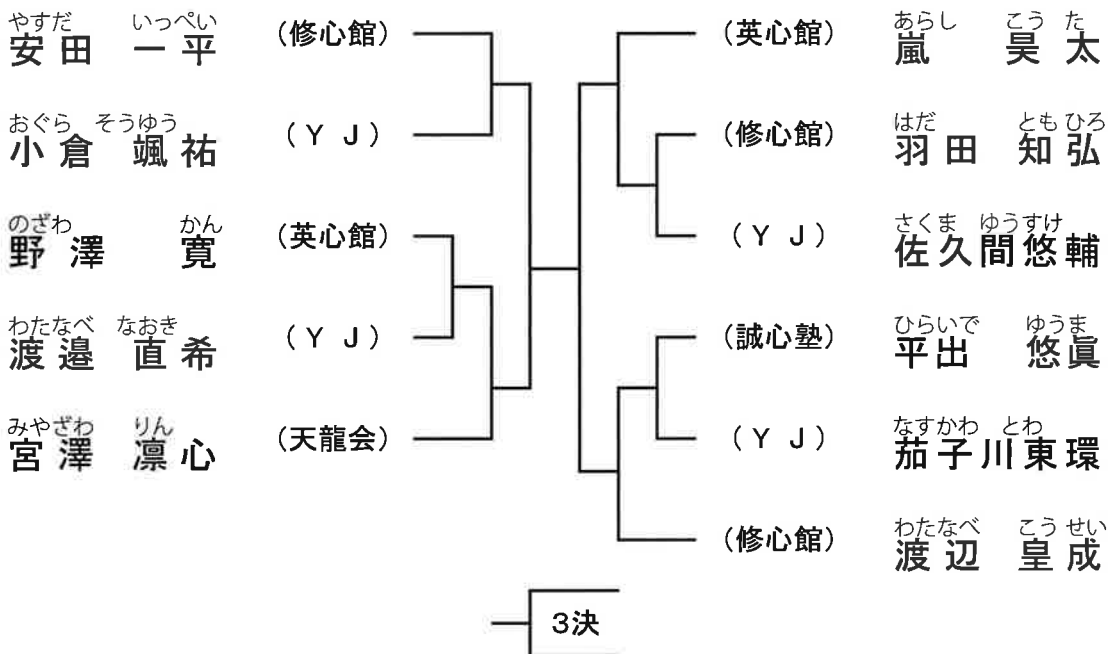 やすだ いっぺい
安田 一平 (修心館)
おぐら そうゆう
小倉 颯祐 (YJ)
のざわ かん
野澤 寛 (英心館)
わたなべ なおき
渡邉 直希 (YJ)
みやざわ りん
宮澤 凛心 (天龍会)
あらし こうた
(英心館) 嵐 昊太
はだ ともひろ
(修心館) 羽田 知弘
さくま ゆうすけ
(YJ) 佐久間悠輔
ひらいで ゆうま
(誠心塾) 平出 悠眞
なすかわ とわ
(YJ) 茄子川東環
わたなべ こうせい
(修心館) 渡辺 皇成
3決